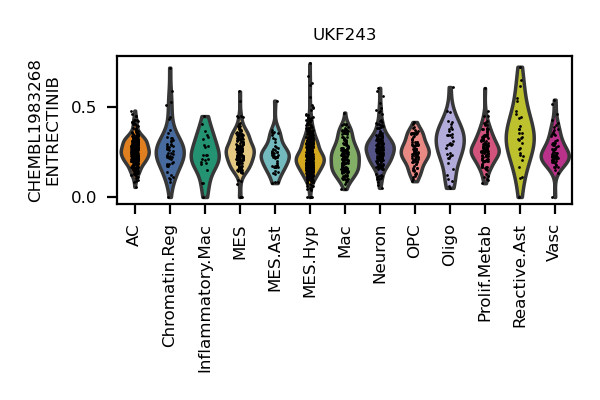 UKF243
CHEMBL1983268
ENTRECTINIB
0.5
0.0
AC
Chromatin.Reg
Inflammatory.Mac
MES
MES.Ast
MES.Hyp
Mac
Neuron
OPC
Oligo
Prolif.Metab
Reactive.Ast
Vasc